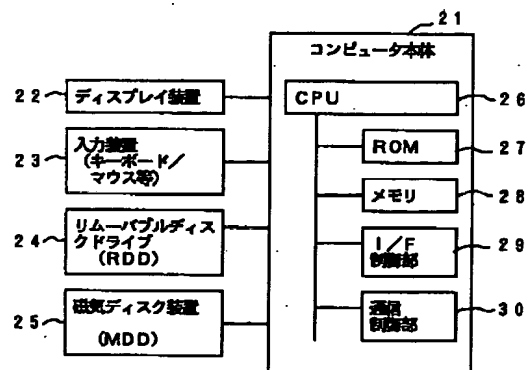 21
コンピュータ本体
22
ディスプレイ装置
CPU
26
23
入力装置
(キーボード/
マウス等)
ROM
27
メモリ
28
24
リムーバブルディス
クドライブ
(RDD)
I/F
制御部
29
25
磁気ディスク装置
(MDD)
通信
制御部
30